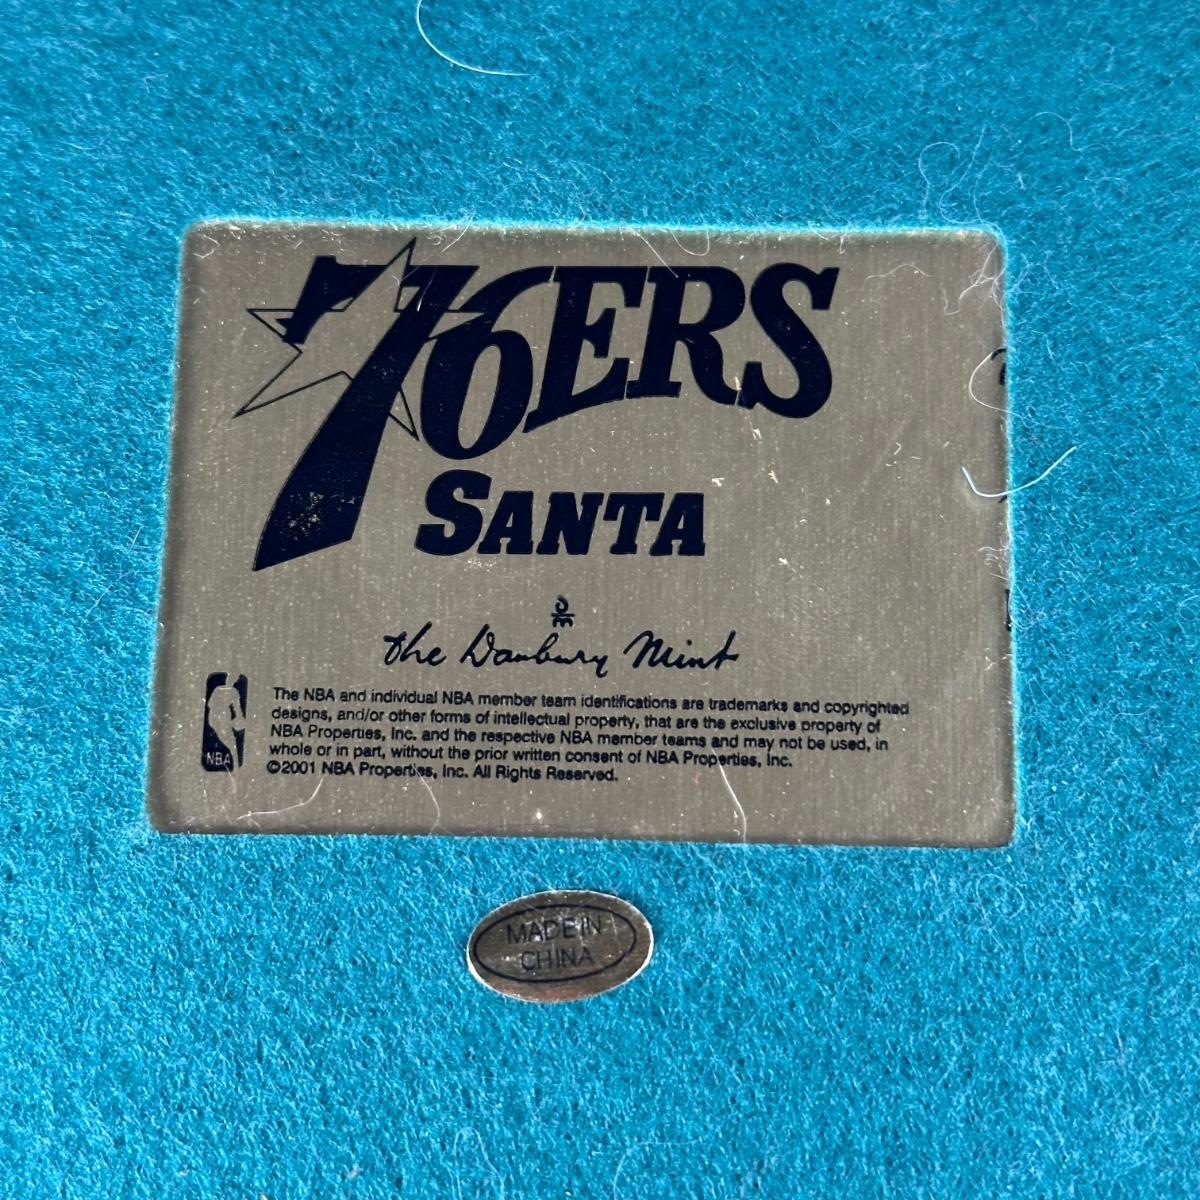 76ERS
SANTA
DM
The Danbury Mint
NBA
The NBA and individual NBA member team identifications are trademarks and copyrighted
designs, and/or other forms of intellectual property, that are the exclusive property of
NBA Properties, Inc. and the respective NBA member teams and may not be used, in
whole or in part, without the prior written consent of NBA Properties, Inc.
©2001 NBA Properties, Inc. All Rights Reserved.
MADE IN
CHINA